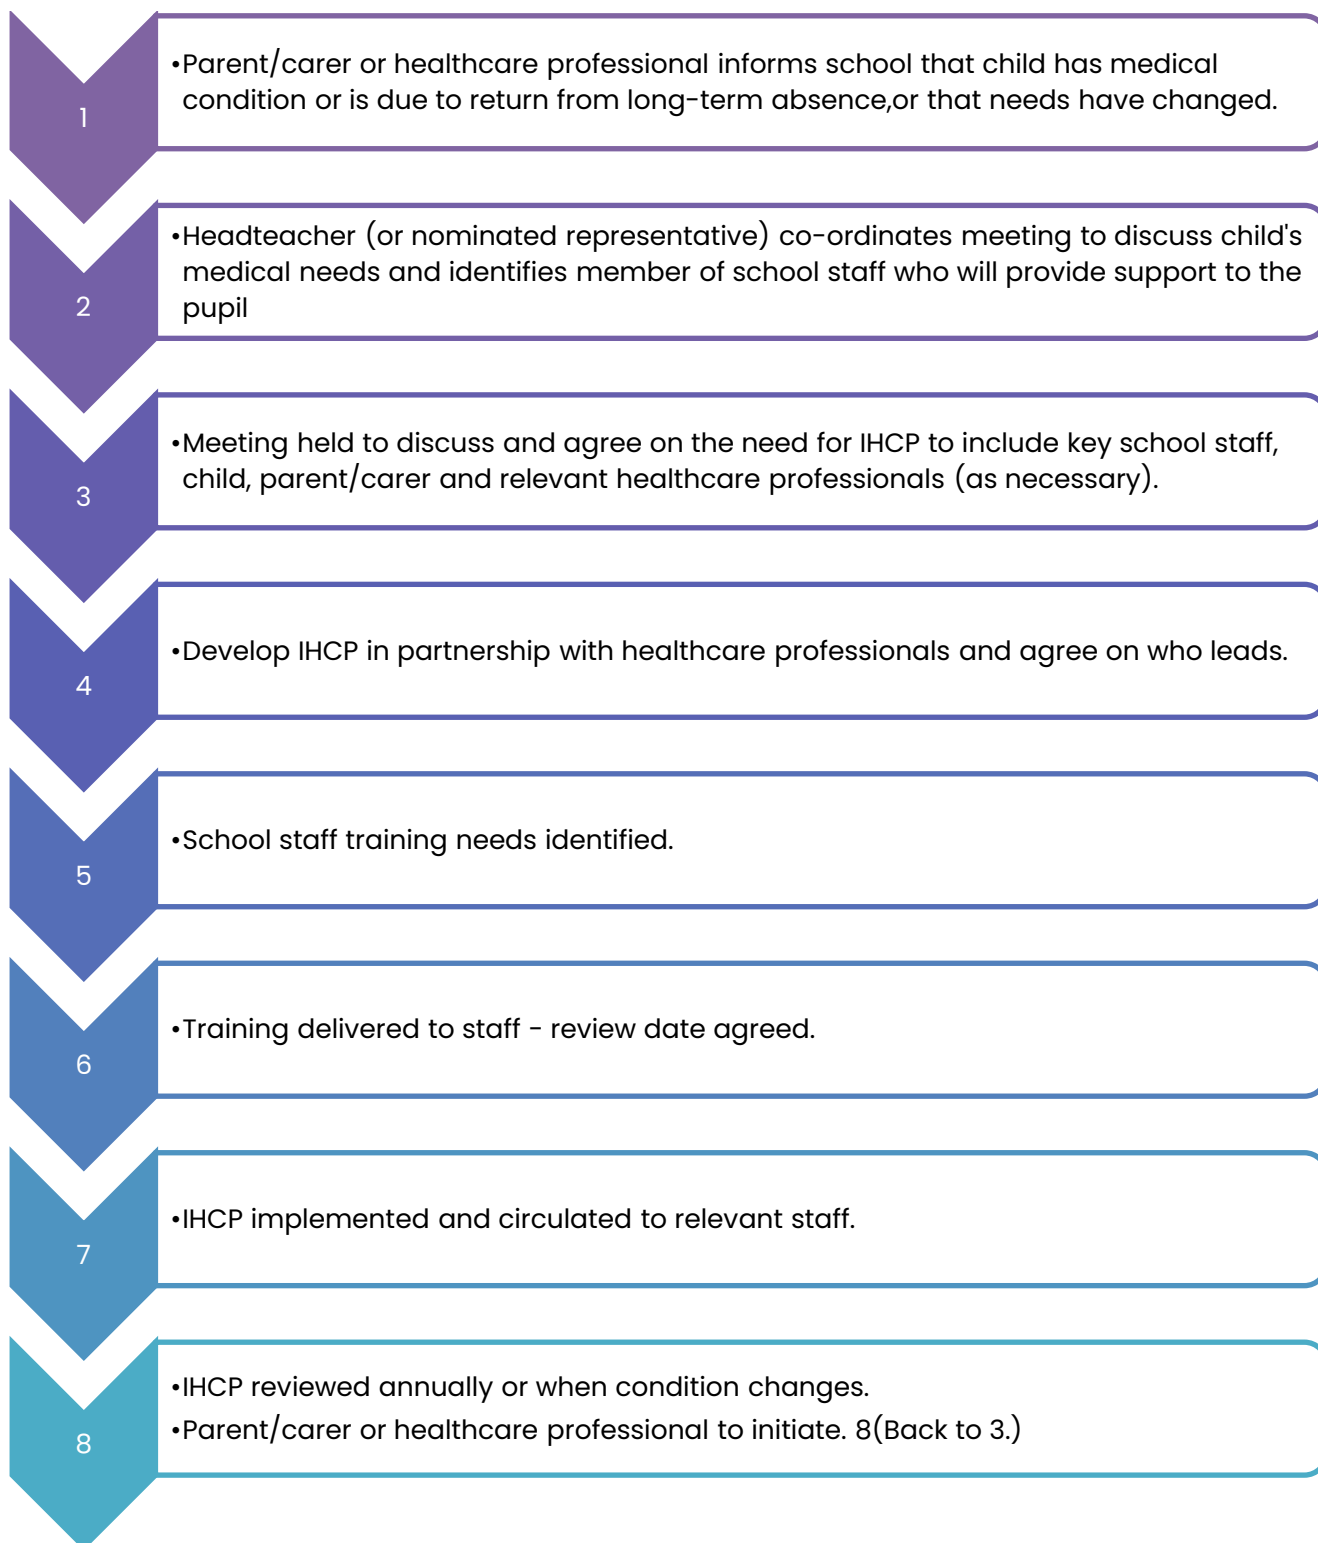 1
•Parent/carer or healthcare professional informs school that child has medical
condition or is due to return from long-term absence,or that needs have changed.
2
•Headteacher (or nominated representative) co-ordinates meeting to discuss child's
medical needs and identifies member of school staff who will provide support to the
pupil
3
•Meeting held to discuss and agree on the need for IHCP to include key school staff,
child, parent/carer and relevant healthcare professionals (as necessary).
4
•Develop IHCP in partnership with healthcare professionals and agree on who leads.
5
•School staff training needs identified.
6
•Training delivered to staff - review date agreed.
7
•IHCP implemented and circulated to relevant staff.
8
•IHCP reviewed annually or when condition changes.
•Parent/carer or healthcare professional to initiate. 8(Back to 3.)